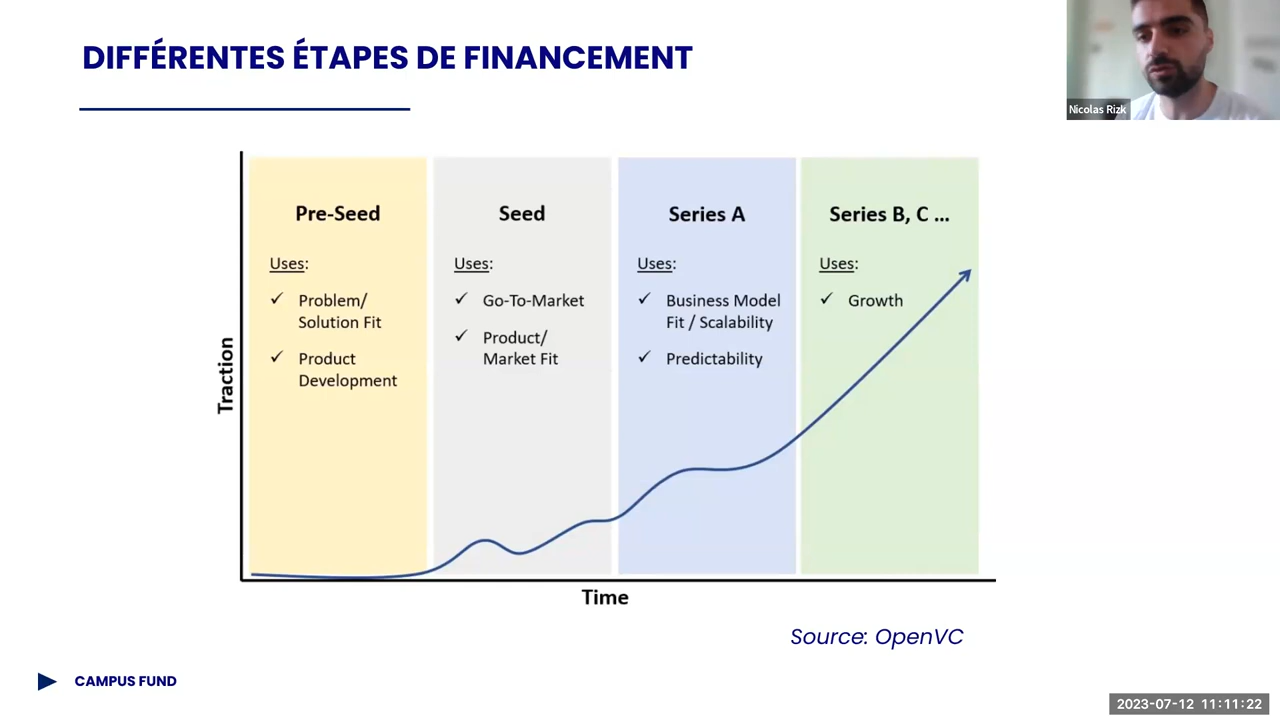 DIFFÉRENTES ÉTAPES DE FINANCEMENT
Nicolas Rizk
Pre-Seed
Uses:
✓ Problem/
Solution Fit
✓ Product
Development
Seed
Uses:
✓ Go-To-Market
✓ Product/
Market Fit
Series A
Uses:
✓ Business Model
Fit / Scalability
✓ Predictability
Series B, C ...
Uses:
✓ Growth
Traction
Time
Source: OpenVC
CAMPUS FUND
2023-07-12 11:11:22